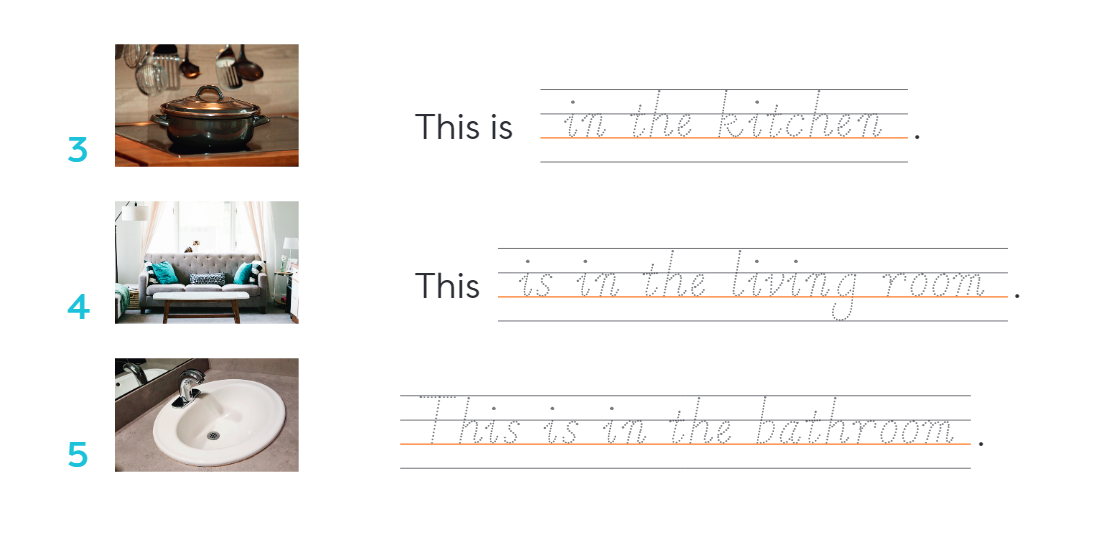 3 This is in the kitchen .
4 This is in the living room .
5 This is in the bathroom .